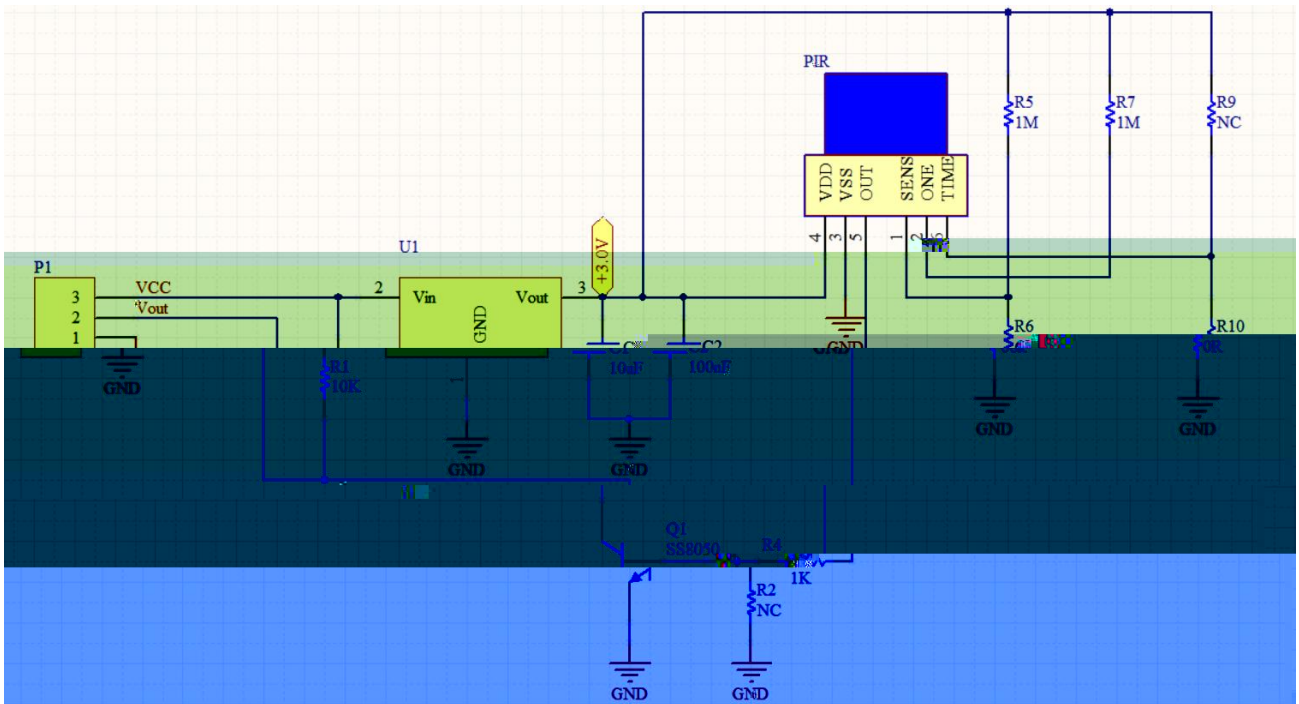 PIR
R5
1M
R7
1M
R9
NC
VDD
VSS
OUT
SENS
ONE
TIME
4
3
5
1
2
+3.0V
U1
P1
3
VCC
2
Vout
1
GND
2
Vin
Vout
3
GND
1
GND
R1
10K
C1
10uF
C2
100nF
GND
GND
R6
GND
R10
0R
GND
Q1
SS8050
R4
1K
R2
NC
GND
GND